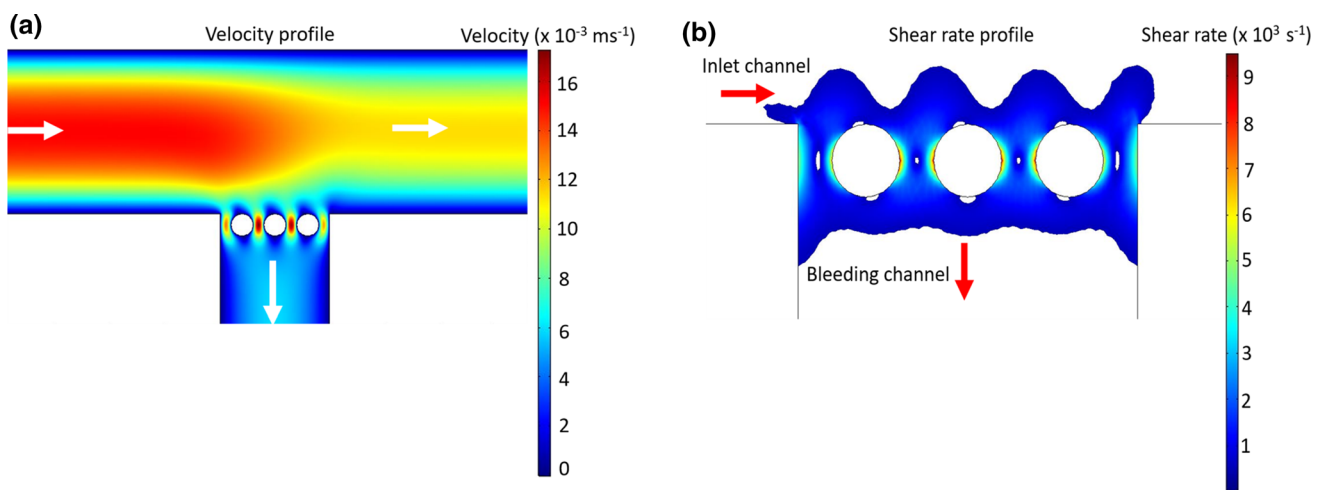 (a)
Velocity profile
Velocity (x 10⁻³ ms⁻¹)
16
14
12
10
8
6
4
2
0
(b)
Shear rate profile
Shear rate (x 10³ s⁻¹)
Inlet channel
Bleeding channel
9
8
7
6
5
4
3
2
1